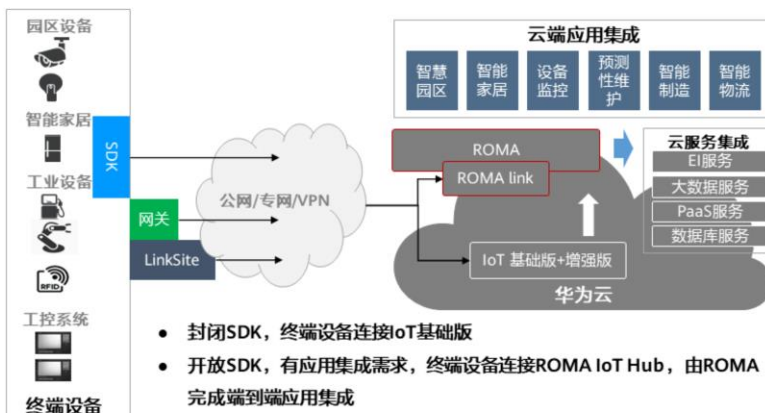 园区设备
智能家居
工业设备
RFID
工控系统
终端设备
SDK
网关
LinkSite
公网/专网/VPN
云端应用集成
智慧
园区
智能
家居
设备
监控
预测
性维
护
智能
制造
智能
物流
ROMA
ROMA link
IoT 基础版+增强版
华为云
云服务集成
EI服务
大数据服务
PaaS服务
数据库服务
● 封闭SDK，终端设备连接IoT基础版
● 开放SDK，有应用集成需求，终端设备连接ROMA IoT Hub，由ROMA
完成端到端应用集成